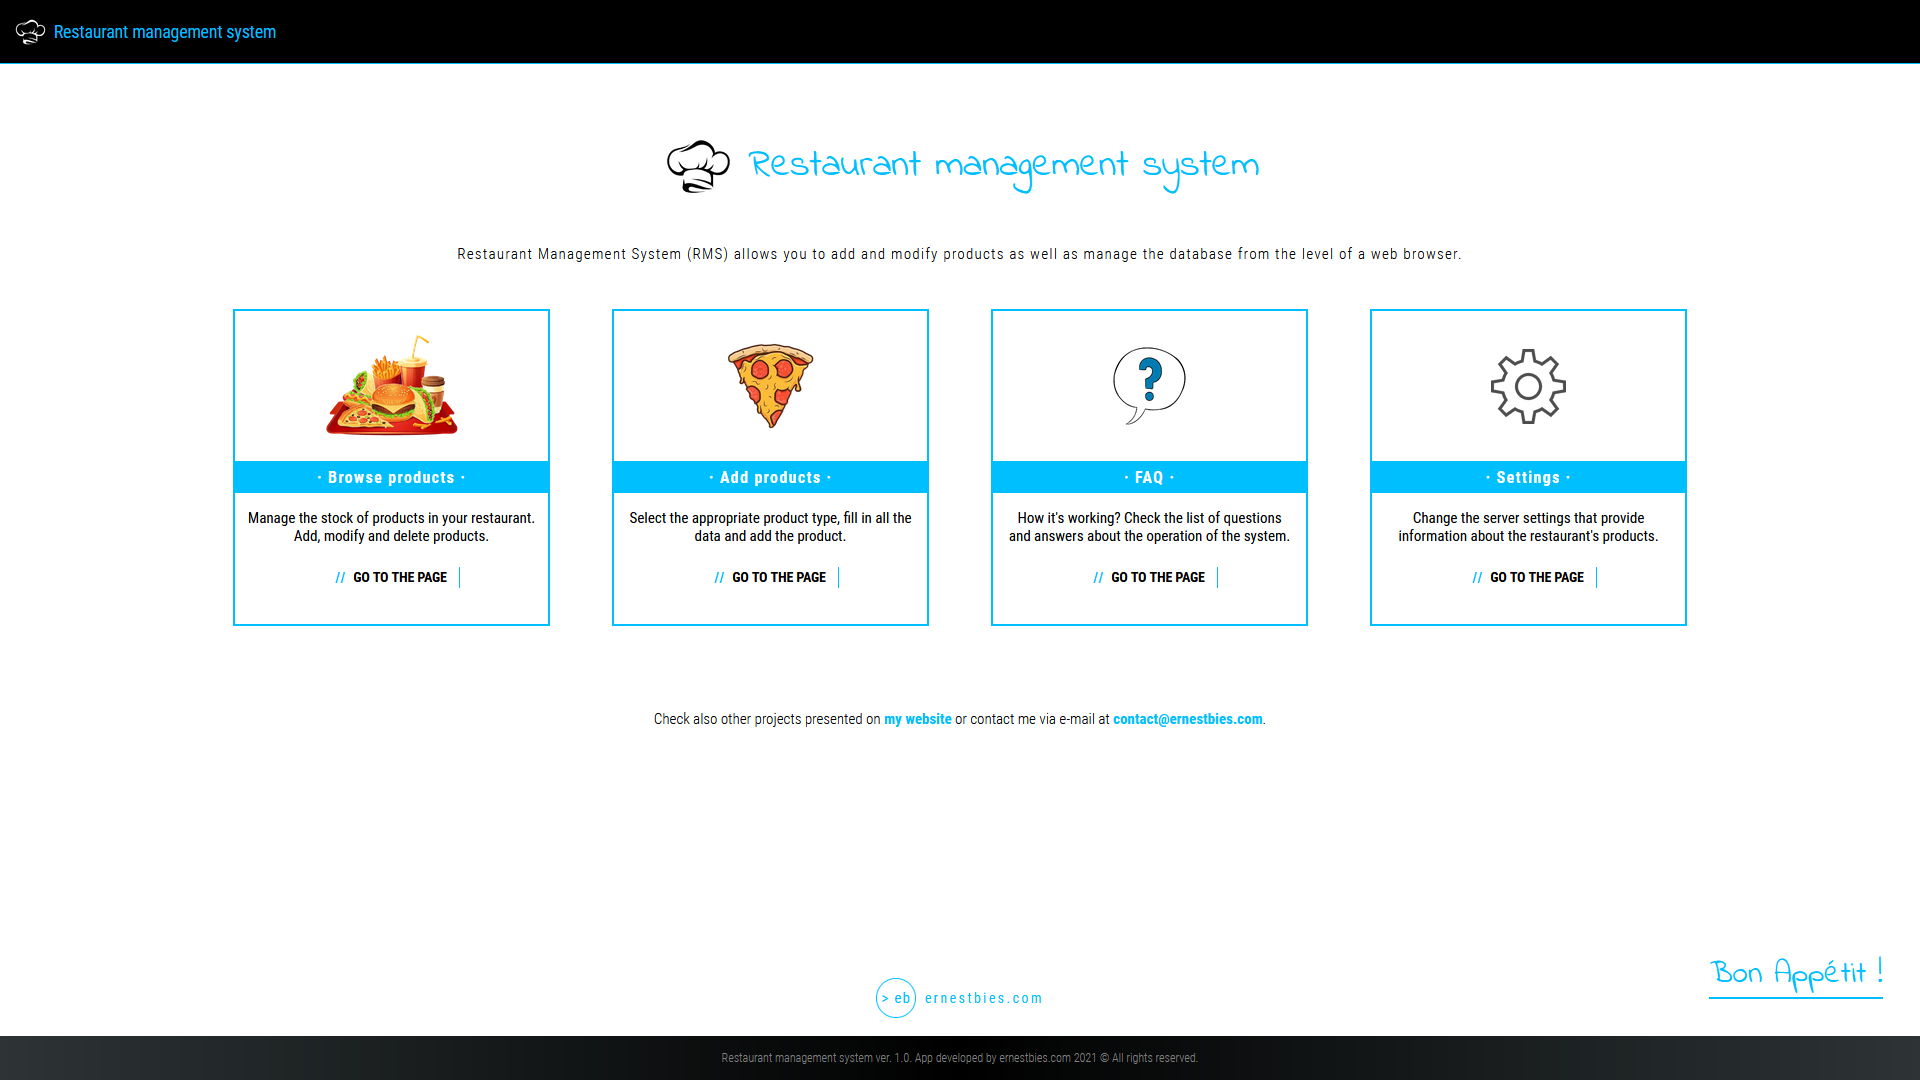 Restaurant management system
Restaurant management system
Restaurant Management System (RMS) allows you to add and modify products as well as manage the database from the level of a web browser.
· Browse products ·
Manage the stock of products in your restaurant.
Add, modify and delete products.
// GO TO THE PAGE
· Add products ·
Select the appropriate product type, fill in all the
data and add the product.
// GO TO THE PAGE
?
· FAQ ·
How it's working? Check the list of questions
and answers about the operation of the system.
// GO TO THE PAGE
· Settings ·
Change the server settings that provide
information about the restaurant's products.
// GO TO THE PAGE
Check also other projects presented on my website or contact me via e-mail at contact@ernestbies.com.
Bon Appétit !
> eb ernestbies.com
Restaurant management system ver. 1.0. App developed by ernestbies.com 2021 © All rights reserved.